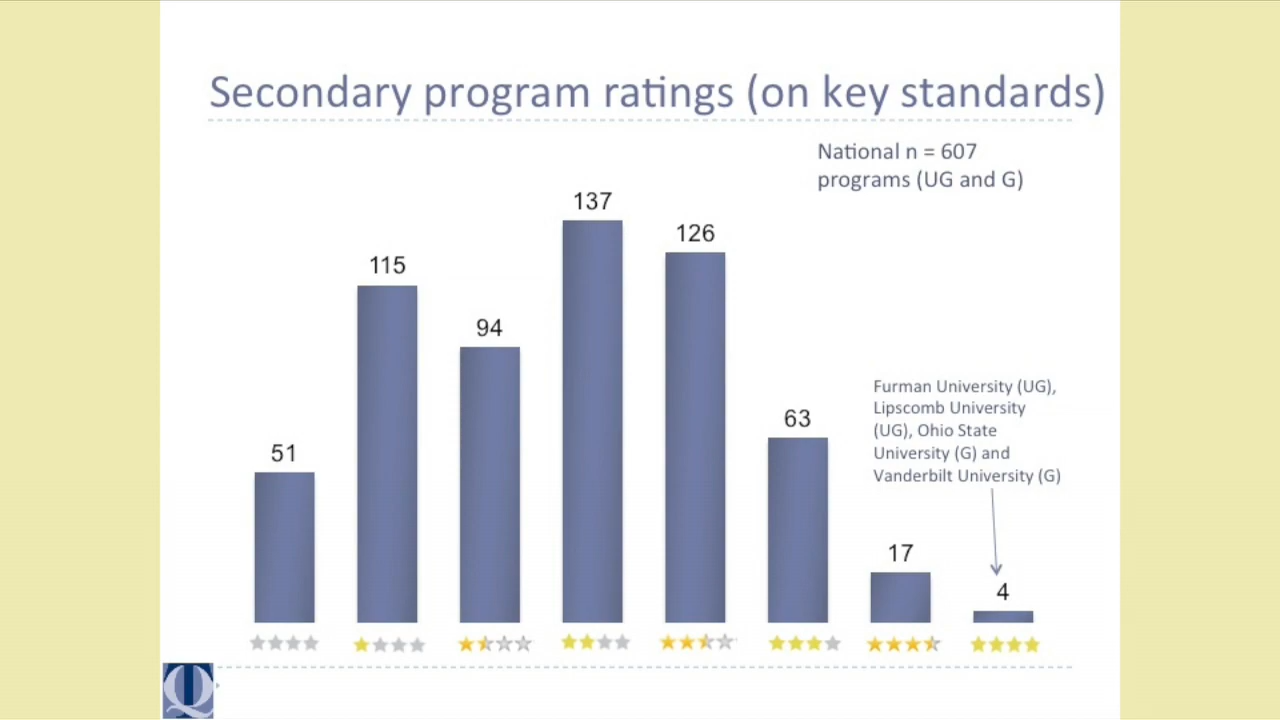 Secondary program ratings (on key standards)
National n = 607
programs (UG and G)
137
126
115
94
Furman University (UG),
Lipscomb University
(UG), Ohio State
University (G) and
Vanderbilt University (G)
63
51
17
4
Q